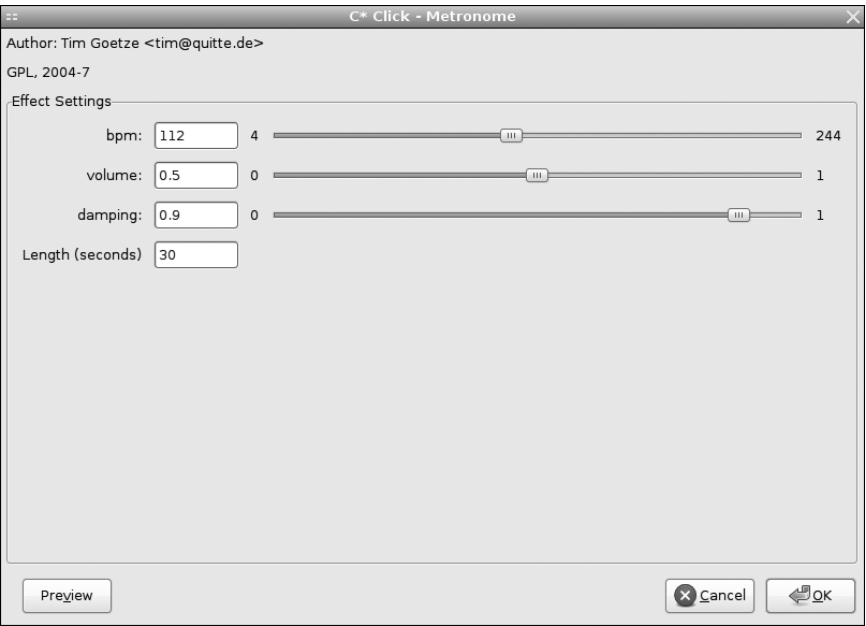 C* Click - Metronome
Author: Tim Goetze <tim@quitte.de>
GPL, 2004-7
Effect Settings
bpm: 112 4 244
volume: 0.5 0 1
damping: 0.9 0 1
Length (seconds) 30
Preview Cancel OK